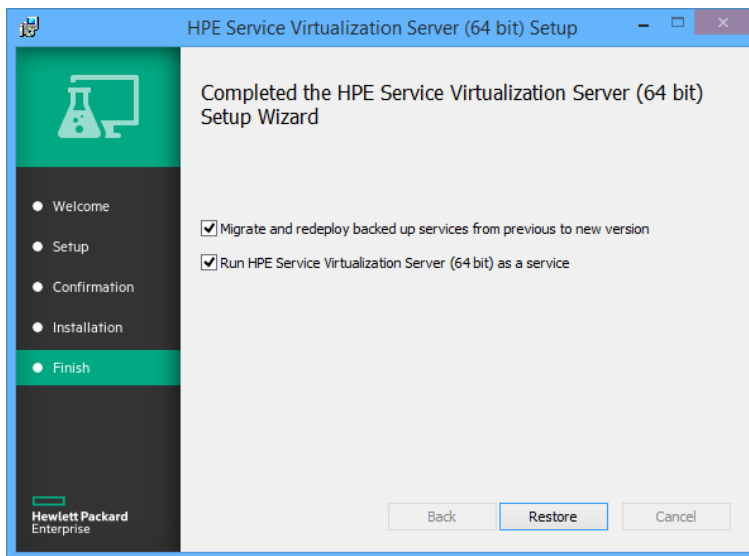 HPE Service Virtualization Server (64 bit) Setup
Completed the HPE Service Virtualization Server (64 bit)
Setup Wizard
Welcome
Setup
Confirmation
Installation
Finish
Migrate and redeploy backed up services from previous to new version
Run HPE Service Virtualization Server (64 bit) as a service
Hewlett Packard
Enterprise
Back
Restore
Cancel